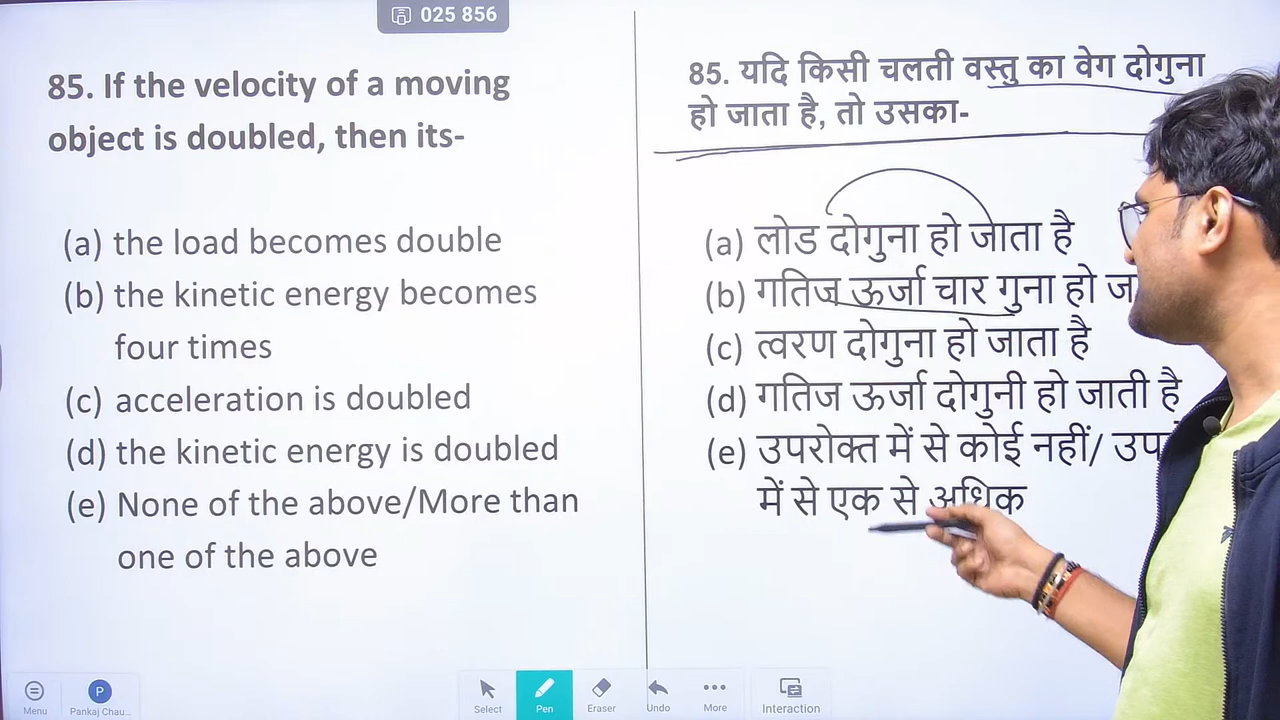 025 856
85. If the velocity of a moving
object is doubled, then its-
(a) the load becomes double
(b) the kinetic energy becomes
four times
(c) acceleration is doubled
(d) the kinetic energy is doubled
(e) None of the above/More than
one of the above
85. यदि किसी चलती वस्तु का वेग दोगुना
हो जाता है, तो उसका-
(a) लोड दोगुना हो जाता है
(b) गतिज ऊर्जा चार गुना हो
(c) त्वरण दोगुना हो जाता है
(d) गतिज ऊर्जा दोगुनी हो जाती है
(e) उपरोक्त में से कोई नहीं/
में से एक से अधिक
Menu
P
Pankaj Chau...
Select
Pen
Eraser
Undo
More
Interaction